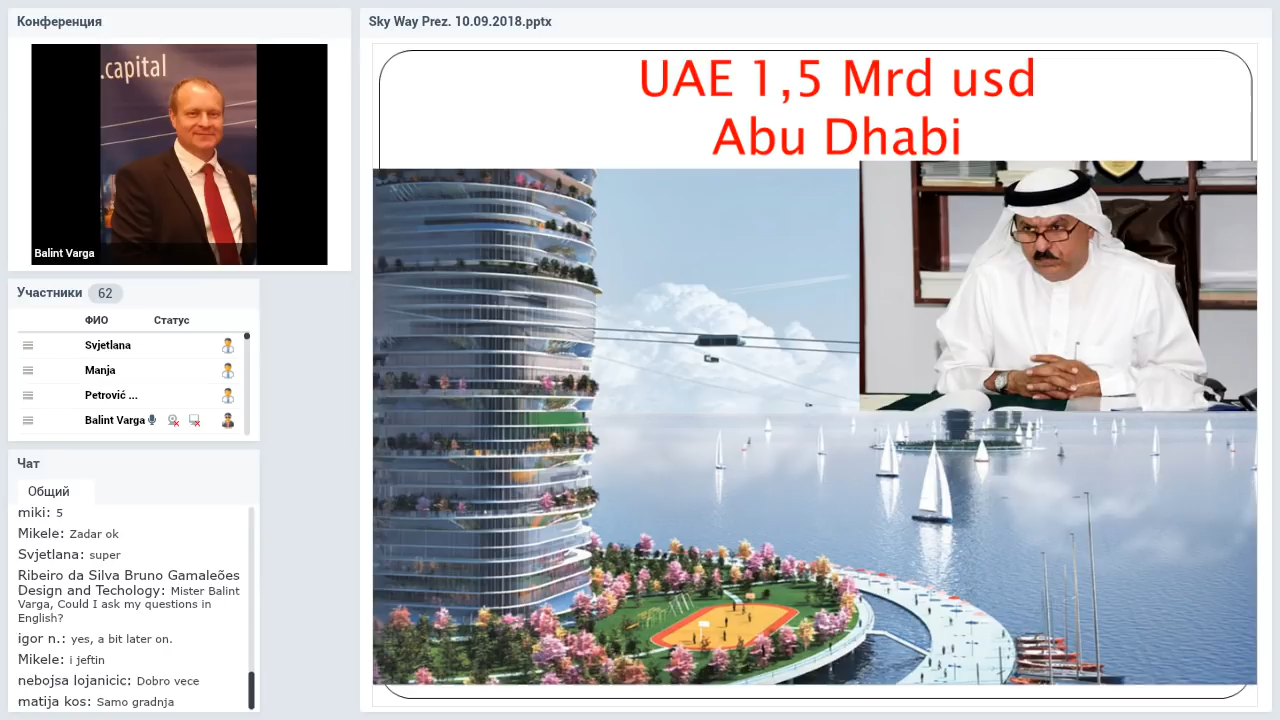 Конференция
.capital
Balint Varga
Участники 62
ФИО Статус
Svjetlana
Manja
Petrović ...
Balint Varga
Чат
Общий
miki: 5
Mikele: Zadar ok
Svjetlana: super
Ribeiro da Silva Bruno Gamaleões
Design and Techology: Mister Balint
Varga, Could I ask my questions in
English?
igor n.: yes, a bit later on.
Mikele: i jeftin
nebojsa lojanicic: Dobro vece
matija kos: Samo gradnja
Sky Way Prez. 10.09.2018.pptx
UAE 1,5 Mrd usd
Abu Dhabi